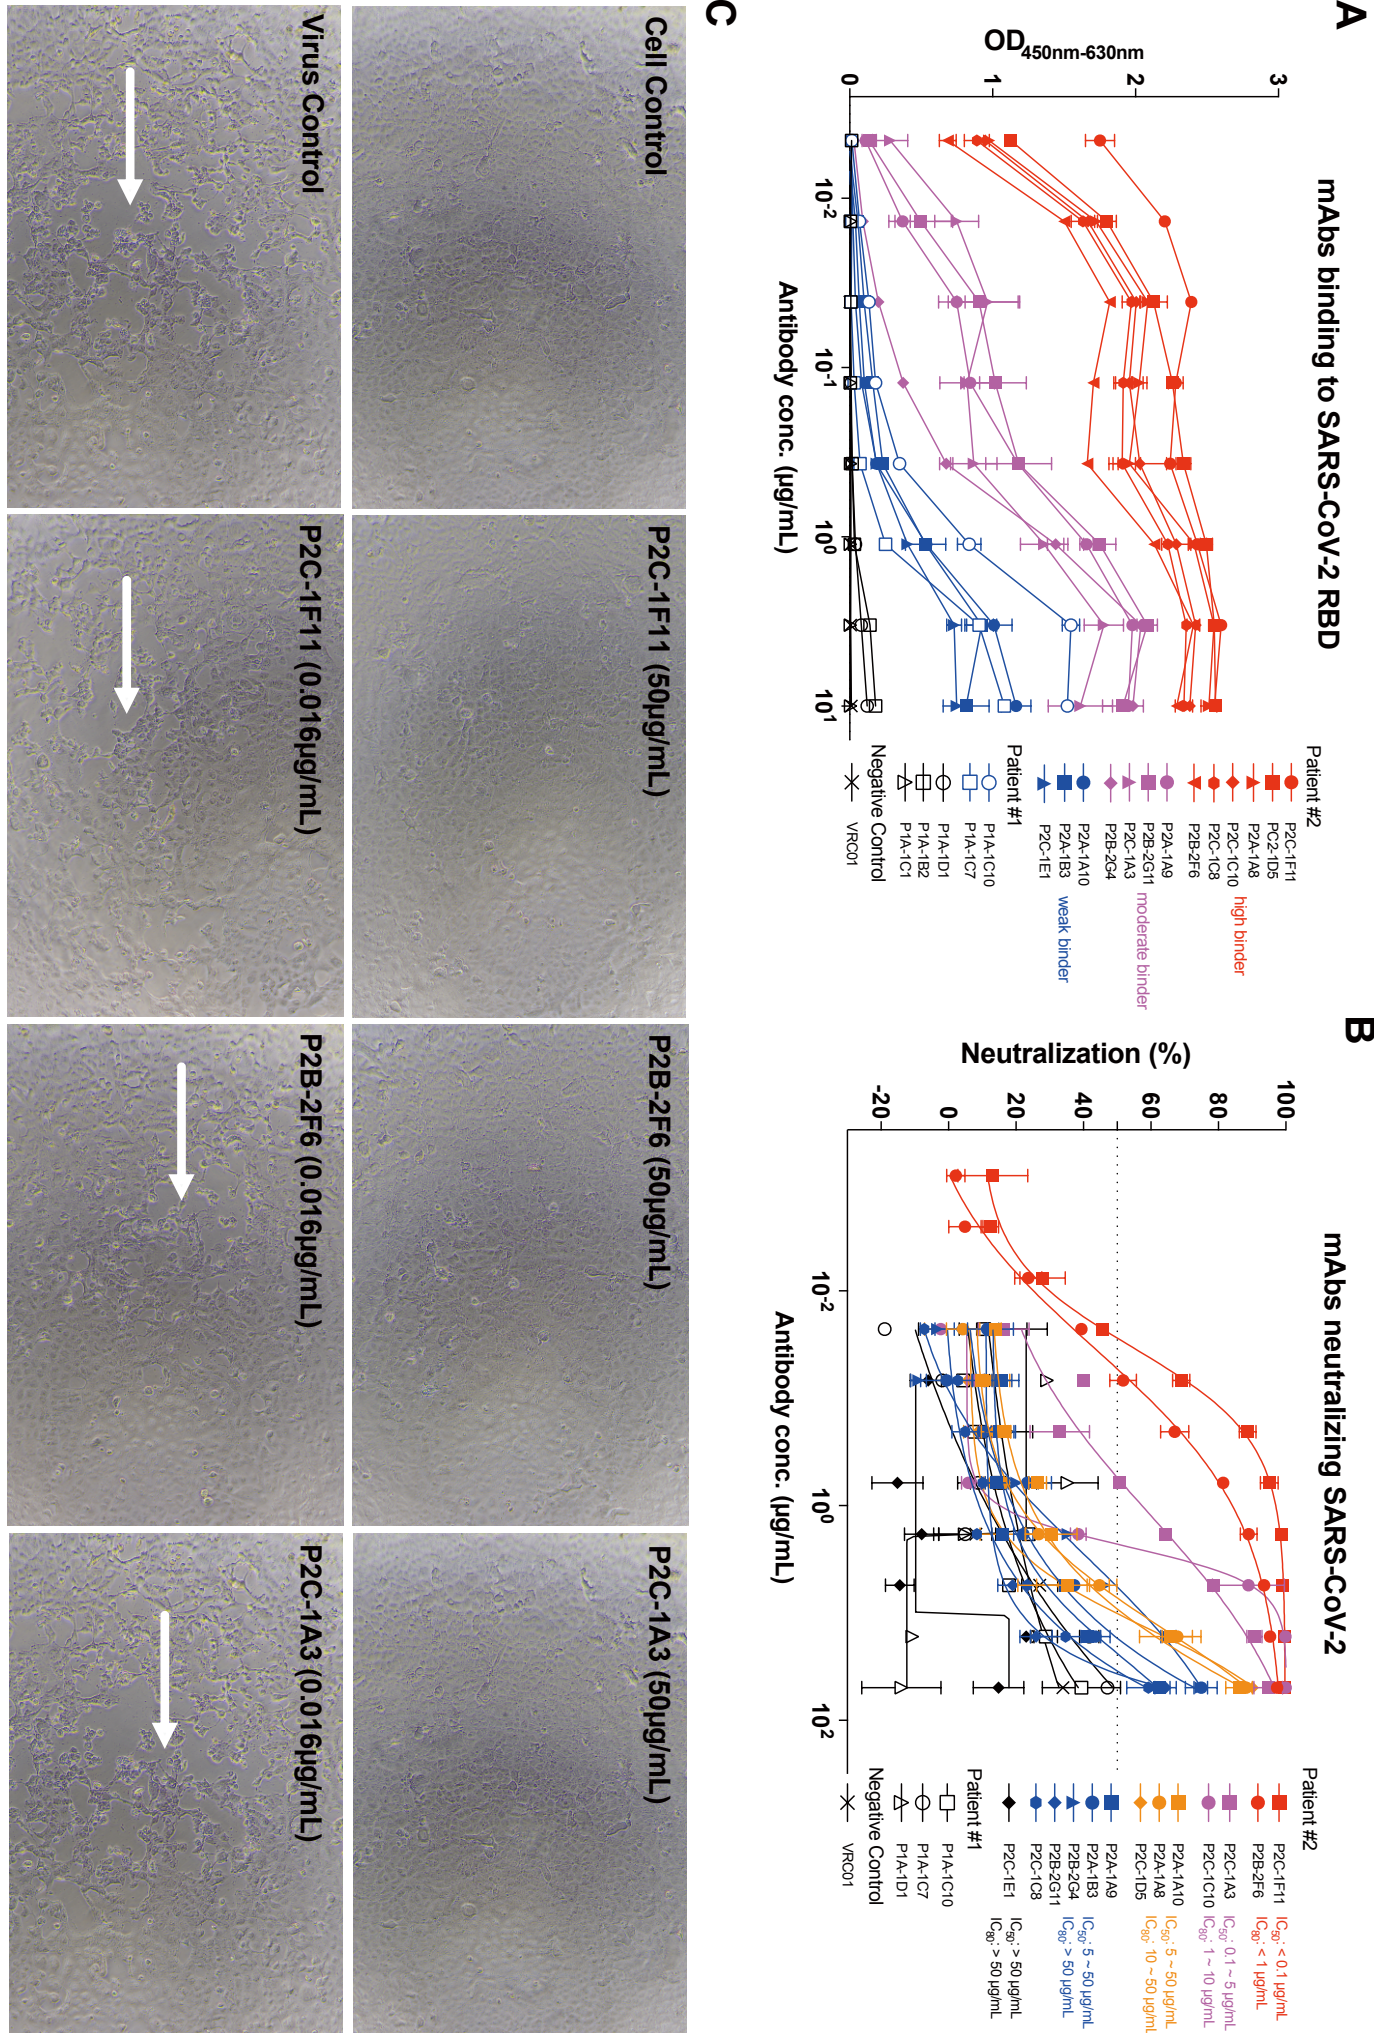 A
mAbs binding to SARS-CoV-2 RBD
OD450nm-630nm
0
1
2
3
10-2
10-1
100
101
Antibody conc. (µg/mL)
Patient #2
P2C-1F11
PC2-1D5
P2A-1A8
P2C-1C10
P2C-1C8
P2B-2F6
high binder
P2A-1A9
P2B-2G11
P2C-1A3
P2B-2G4
moderate binder
P2A-1A10
P2A-1B3
P2C-1E1
weak binder
Patient #1
P1A-1C10
P1A-1C7
P1A-1D1
P1A-1B2
P1A-1C1
Negative Control
VRC01
B
mAbs neutralizing SARS-CoV-2
Neutralization (%)
-20
0
20
40
60
80
100
10-2
100
102
Antibody conc. (µg/mL)
Patient #2
P2C-1F11 IC50: < 0.1 µg/mL
P2B-2F6 IC80: < 1 µg/mL
P2C-1A3 IC50: 0.1 ~ 5 µg/mL
P2C-1C10 IC80: 1 ~ 10 µg/mL
P2A-1A10 IC50: 5 ~ 50 µg/mL
P2A-1A8 IC80: 10 ~ 50 µg/mL
P2C-1D5
P2A-1A9
P2A-1B3 IC50: 5 ~ 50 µg/mL
P2B-2G4 IC80: > 50 µg/mL
P2B-2G11
P2C-1C8
P2C-1E1 IC50: > 50 µg/mL
IC80: > 50 µg/mL
Patient #1
P1A-1C10
P1A-1C7
P1A-1D1
Negative Control
VRC01
C
Cell Control
P2C-1F11 (50µg/mL)
P2B-2F6 (50µg/mL)
P2C-1A3 (50µg/mL)
Virus Control
P2C-1F11 (0.016µg/mL)
P2B-2F6 (0.016µg/mL)
P2C-1A3 (0.016µg/mL)